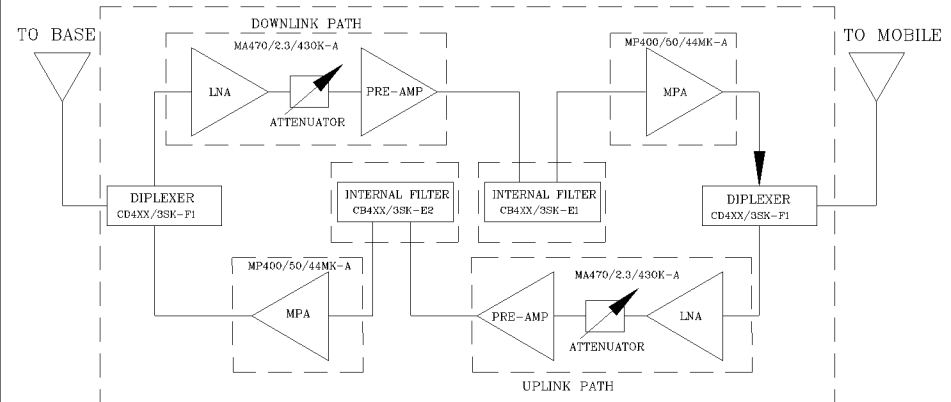 DOWNLINK PATH
TO BASE
TO MOBILE
MA470/2.3/430K-A
MP400/50/44MK-A
LNA
PRE-AMP
MPA
ATTENUATOR
DIPLEXER
CD4XX/3SK-F1
INTERNAL FILTER
CB4XX/3SK-E2
INTERNAL FILTER
CB4XX/3SK-E1
DIPLEXER
CD4XX/3SK-F1
MP400/50/44MK-A
MA470/2.3/430K-A
MPA
PRE-AMP
LNA
ATTENUATOR
UPLINK PATH